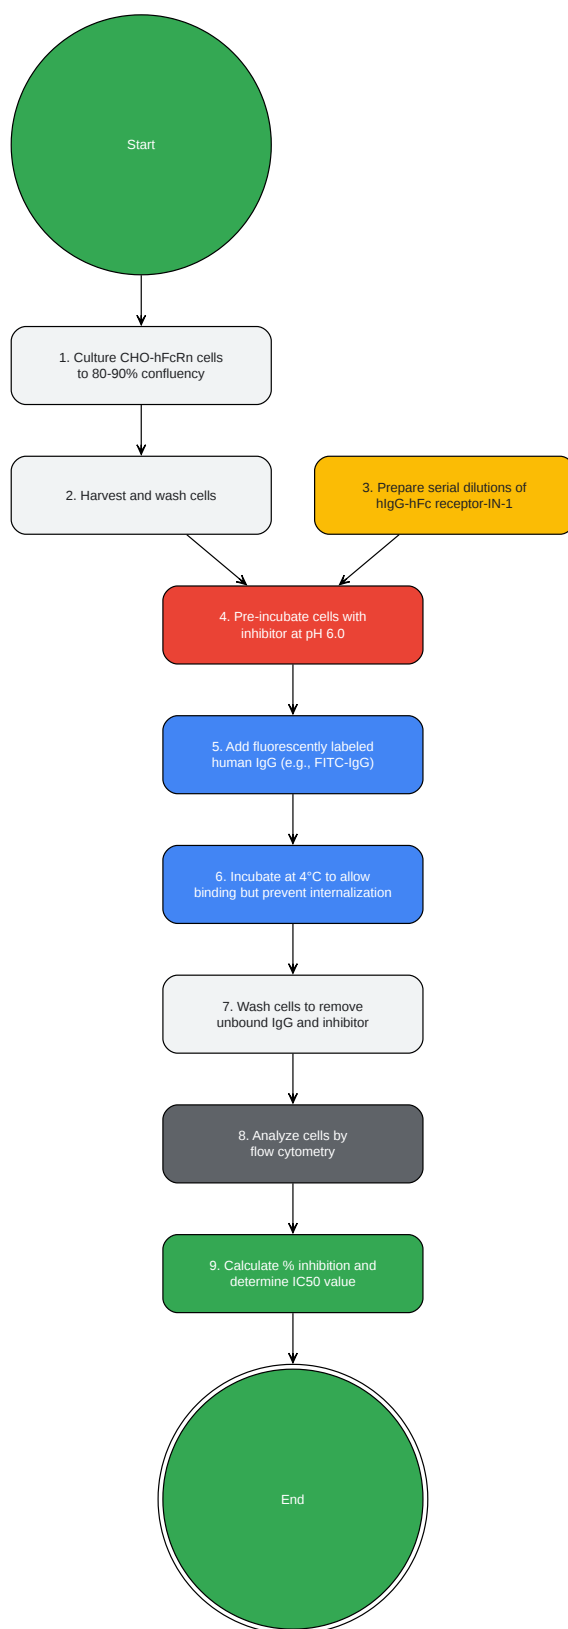 Start
1. Culture CHO-hFcRn cells
to 80-90% confluency
2. Harvest and wash cells
3. Prepare serial dilutions of
hIgG-hFc receptor-IN-1
4. Pre-incubate cells with
inhibitor at pH 6.0
5. Add fluorescently labeled
human IgG (e.g., FITC-IgG)
6. Incubate at 4°C to allow
binding but prevent internalization
7. Wash cells to remove
unbound IgG and inhibitor
8. Analyze cells by
flow cytometry
9. Calculate % inhibition and
determine IC50 value
End